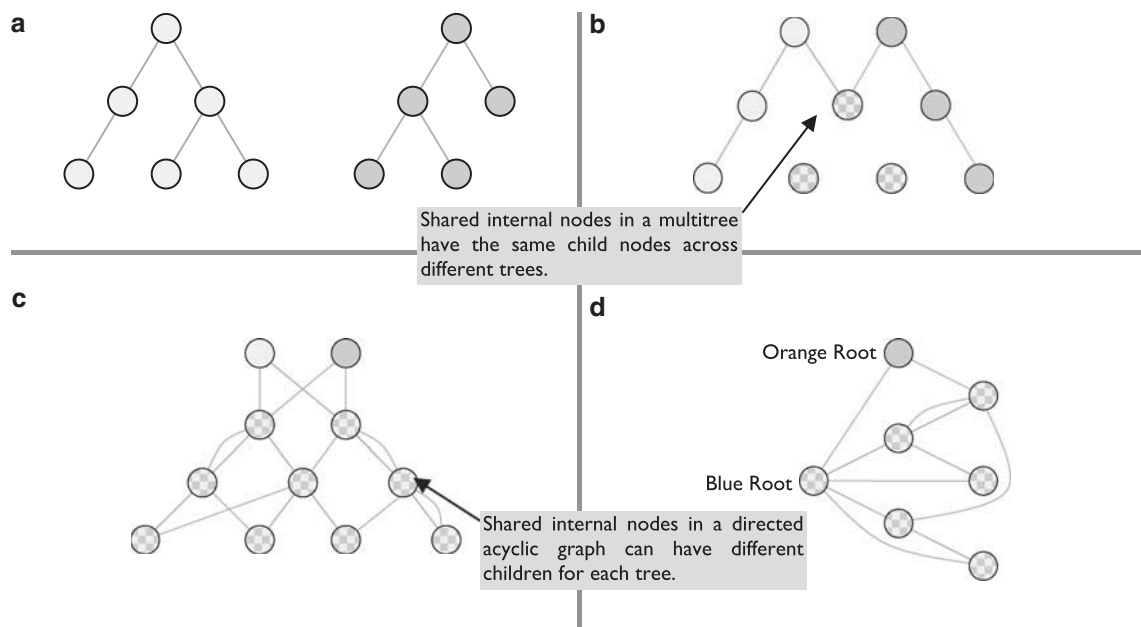 a
b
Shared internal nodes in a multitree
have the same child nodes across
different trees.
c
d
Orange Root
Blue Root
Shared internal nodes in a directed
acyclic graph can have different
children for each tree.